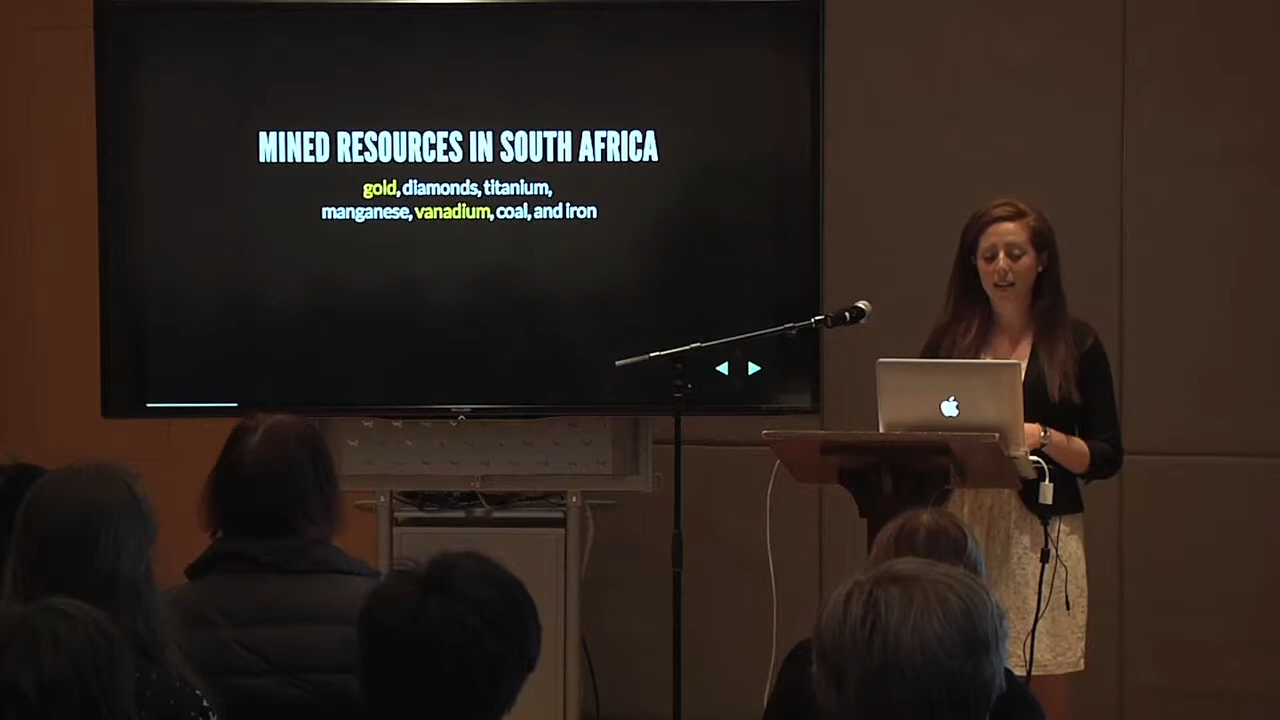 MINED RESOURCES IN SOUTH AFRICA
gold, diamonds, titanium,
manganese, vanadium, coal, and iron